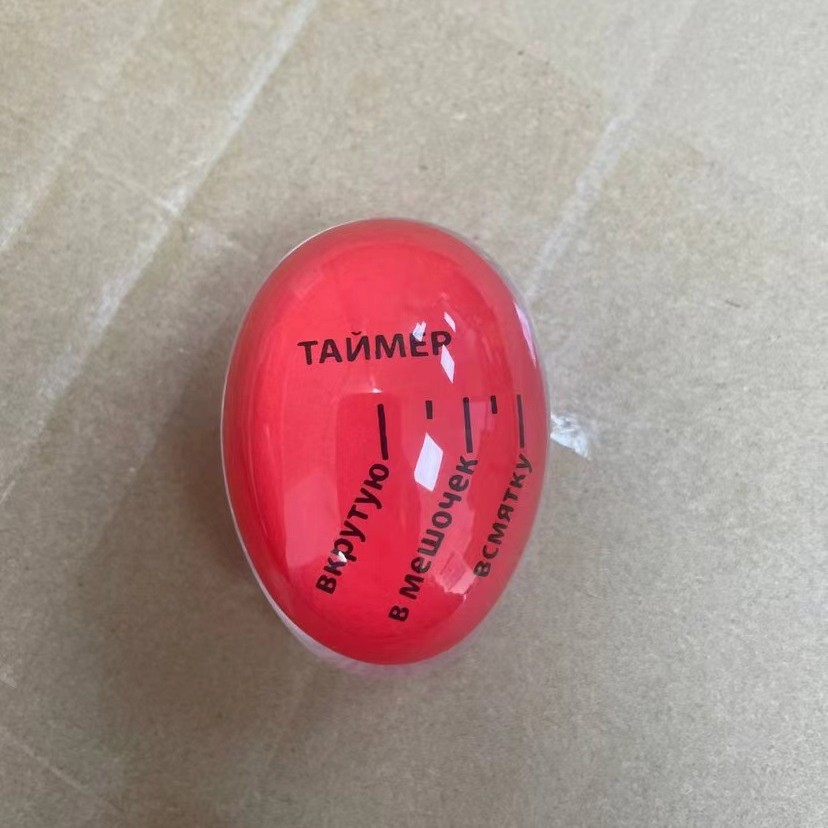 ТАЙМЕР
вкрутую
в мешочек
всмятку